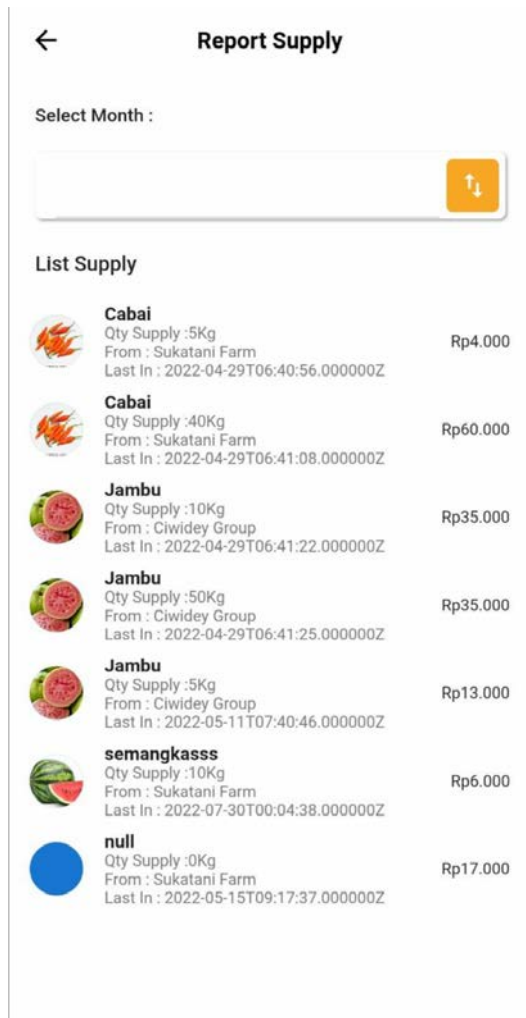 Report Supply
Select Month :
List Supply
Cabai
Qty Supply :5Kg
Rp4.000
From : Sukatani Farm
Last In : 2022-04-29T06:40:56.000000Z
Cabai
Qty Supply :40Kg
Rp60.000
From : Sukatani Farm
Last In : 2022-04-29T06:41:08.000000Z
Jambu
Qty Supply :10Kg
Rp35.000
From : Ciwidey Group
Last In : 2022-04-29T06:41:22.000000Z
Jambu
Qty Supply :50Kg
Rp35.000
From : Ciwidey Group
Last In : 2022-04-29T06:41:25.000000Z
Jambu
Qty Supply :5Kg
Rp13.000
From : Ciwidey Group
Last In : 2022-05-11T07:40:46.000000Z
semangkasss
Qty Supply :10Kg
Rp6.000
From : Sukatani Farm
Last In : 2022-07-30T00:04:38.000000Z
null
Qty Supply :0Kg
Rp17.000
From : Sukatani Farm
Last In : 2022-05-15T09:17:37.000000Z